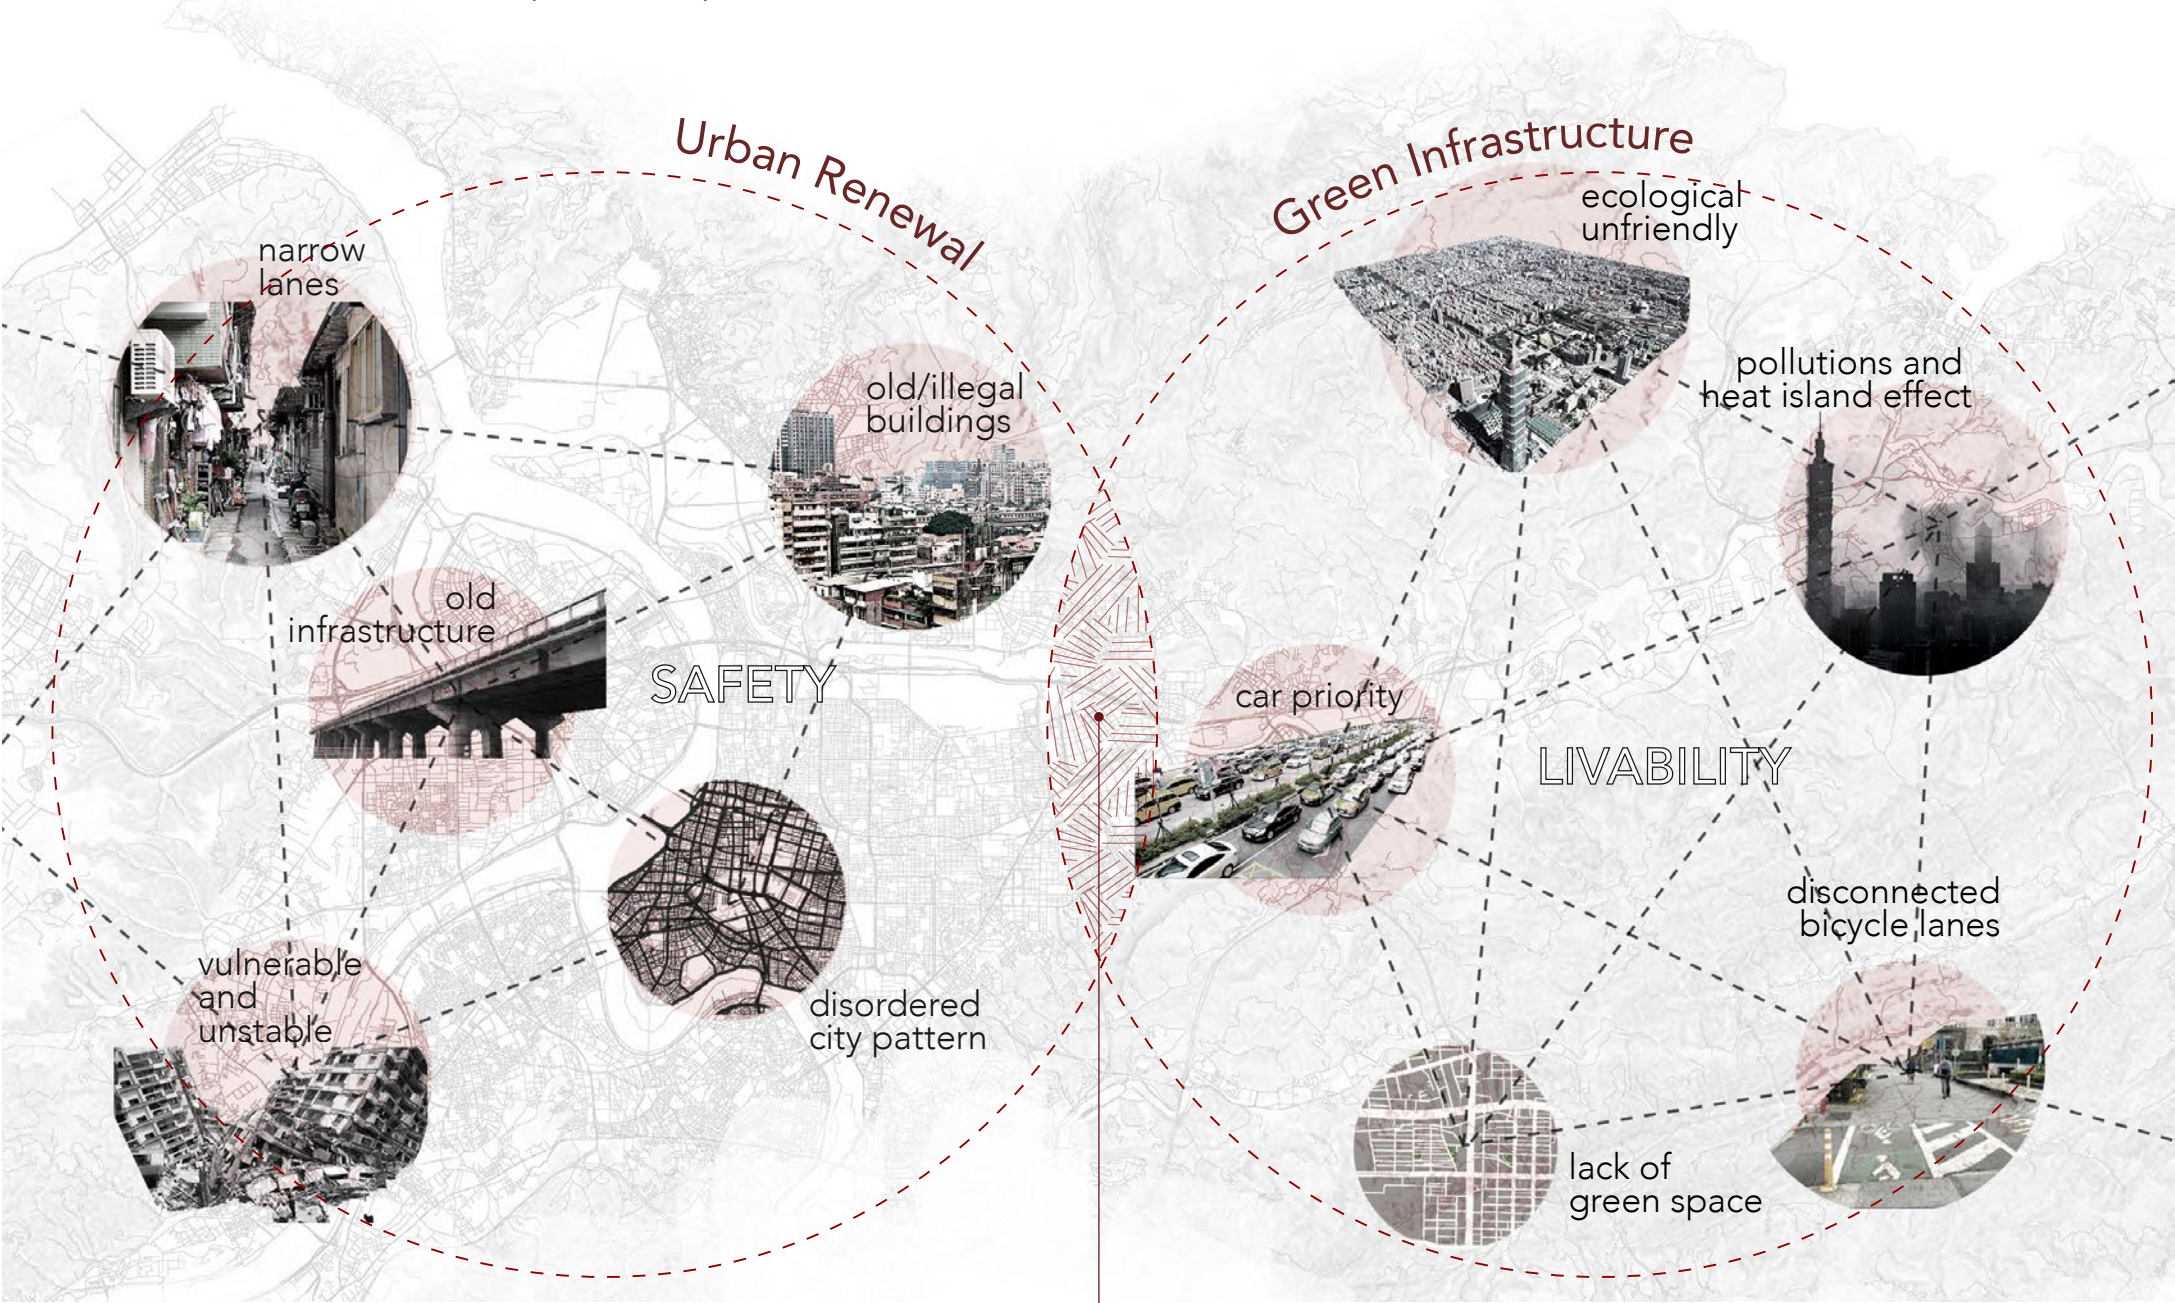 Urban Renewal
Green Infrastructure
narrow
lanes
old/illegal
buildings
old
infrastructure
SAFETY
vulnerable
and
unstable
disordered
city pattern
ecological
unfriendly
pollutions and
heat island effect
car priority
LIVABILITY
disconnected
bicycle lanes
lack of
green space